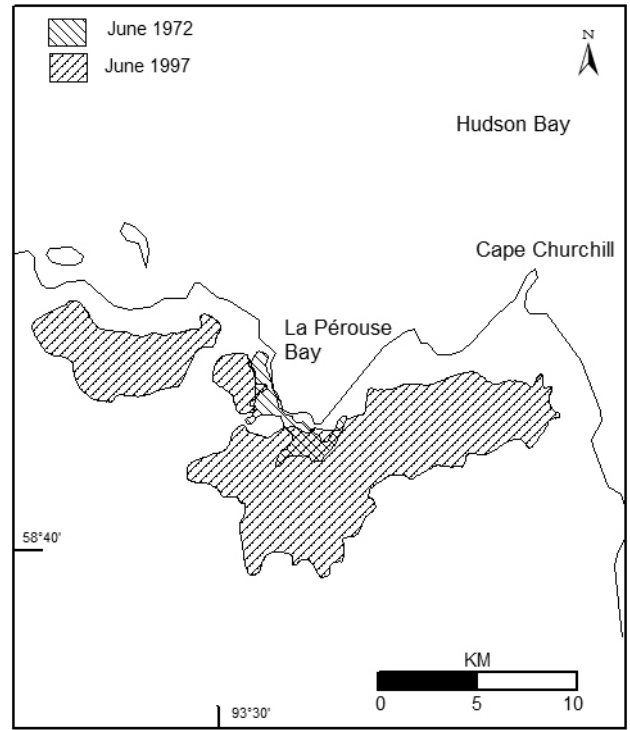 June 1972
June 1997
N
Hudson Bay
Cape Churchill
La Pérouse
Bay
58°40'
93°30'
KM
0 5 10